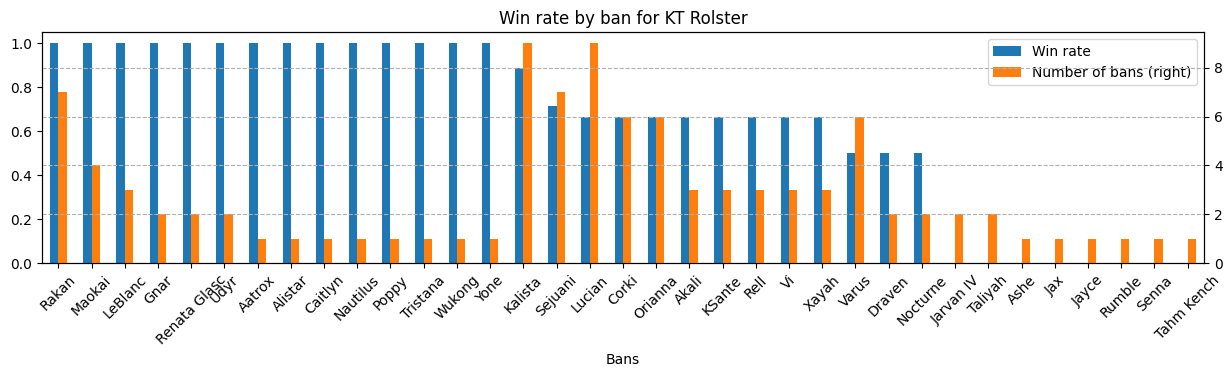 Win rate by ban for KT Rolster
Win rate
Number of bans (right)
1.0
0.8
0.6
0.4
0.2
0.0
8
6
4
2
0
Rakan
Maokai
LeBlanc
Gnar
Renata Glasc
Udyr
Aatrox
Alistar
Caitlyn
Nautilus
Poppy
Tristana
Wukong
Yone
Kalista
Sejuani
Lucian
Corki
Orianna
Akali
KSante
Rell
Vi
Xayah
Varus
Draven
Nocturne
Jarvan IV
Taliyah
Ashe
Jax
Jayce
Rumble
Senna
Tahm Kench
Bans